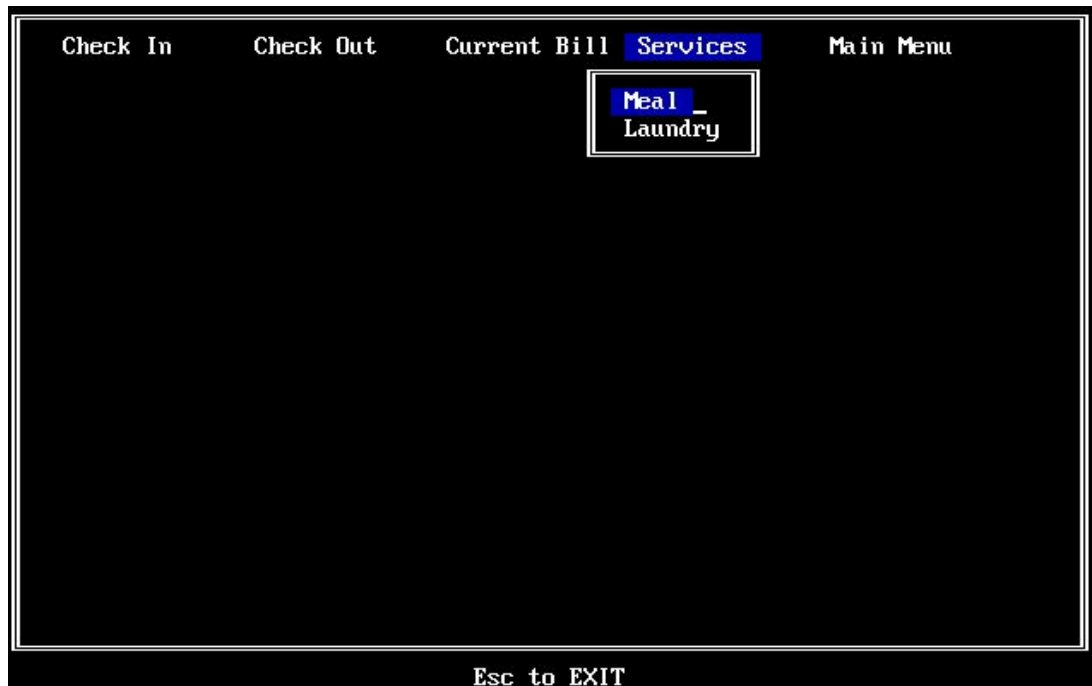 Check In Check Out Current Bill Services Main Menu
Meal _
Laundry
Esc to EXIT